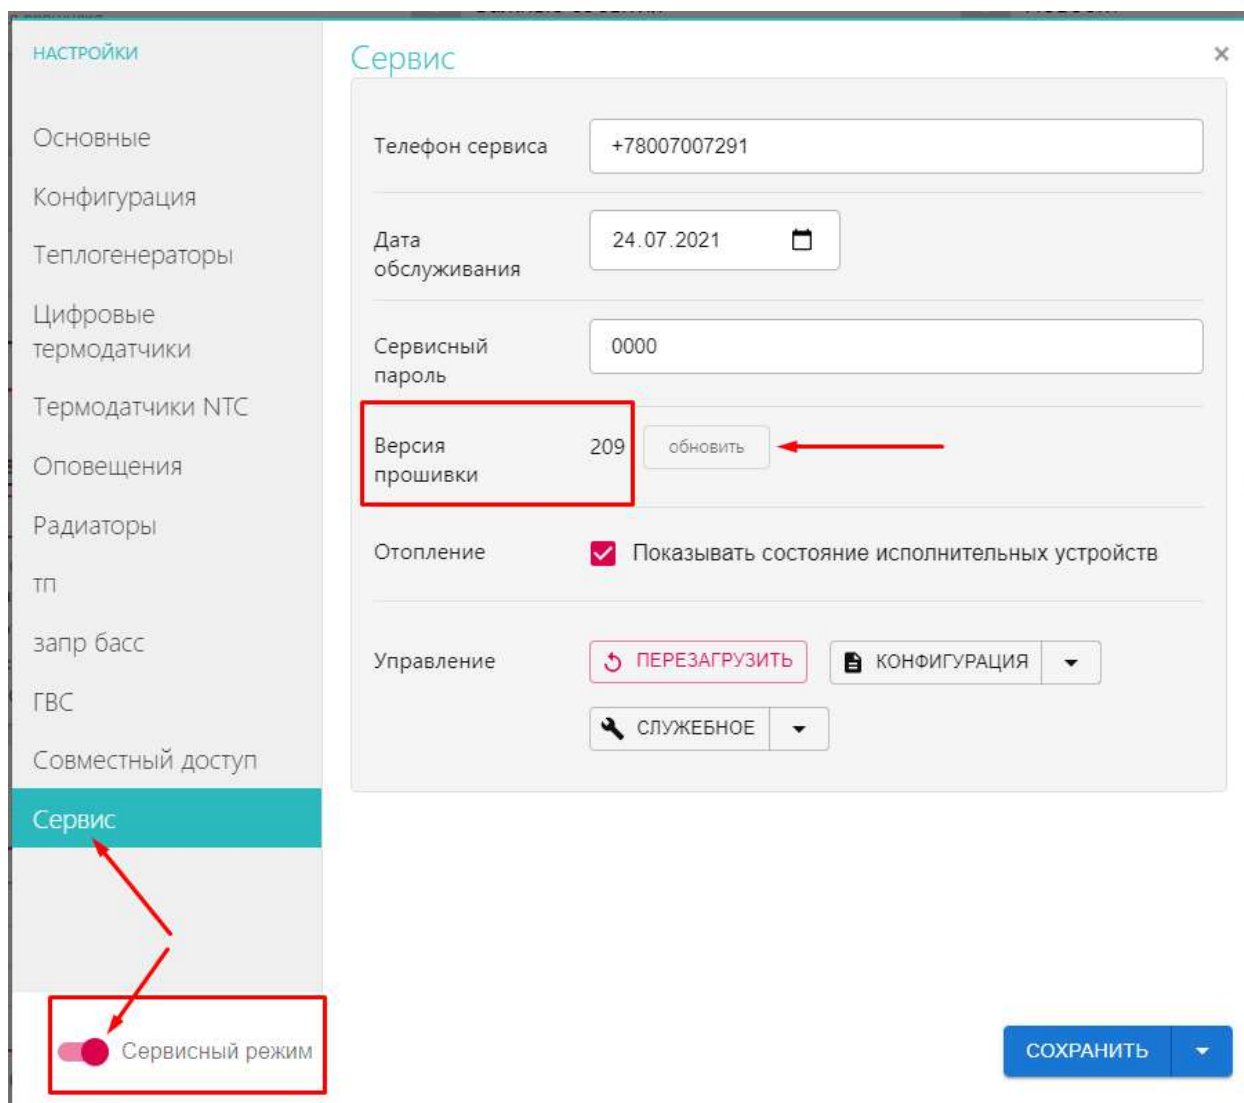 НАСТРОЙКИ
Сервис
Основные
Конфигурация
Теплогенераторы
Цифровые
термодатчики
Термодатчики NTC
Оповещения
Радиаторы
тп
запр басс
ГВС
Совместный доступ
Сервис
Сервисный режим
Телефон сервиса
+78007007291
Дата
обслуживания
24.07.2021
Сервисный
пароль
0000
Версия
прошивки
209
обновить
Отопление
Показывать состояние исполнительных устройств
Управление
ПЕРЕЗАГРУЗИТЬ
КОНФИГУРАЦИЯ
СЛУЖЕБНОЕ
СОХРАНИТЬ